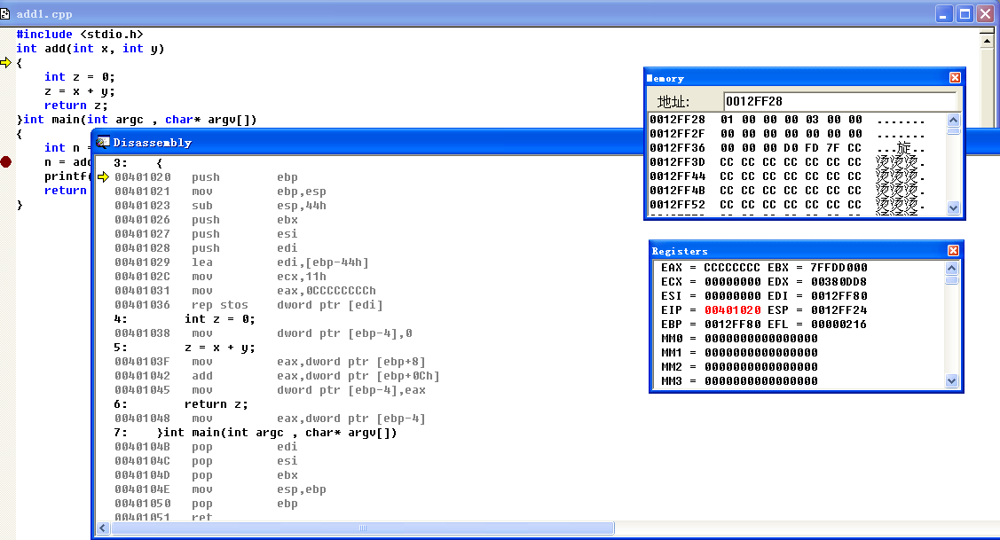 add1.cpp
#include <stdio.h>
int add(int x, int y)
{
int z = 0;
z = x + y;
return z;
}int main(int argc , char* argv[])
{
int n =
n = add
printf(
return
}
Disassembly
3: {
00401020 push ebp
00401021 mov ebp,esp
00401023 sub esp,44h
00401026 push ebx
00401027 push esi
00401028 push edi
00401029 lea edi,[ebp-44h]
0040102C mov ecx,11h
00401031 mov eax,0CCCCCCCCh
00401036 rep stos dword ptr [edi]
4: int z = 0;
00401038 mov dword ptr [ebp-4],0
5: z = x + y;
0040103F mov eax,dword ptr [ebp+8]
00401042 add eax,dword ptr [ebp+0Ch]
00401045 mov dword ptr [ebp-4],eax
6: return z;
00401048 mov eax,dword ptr [ebp-4]
7: }int main(int argc , char* argv[])
0040104B pop edi
0040104C pop esi
0040104D pop ebx
0040104E mov esp,ebp
00401050 pop ebp
00401051 ret
Memory
地址: 0012FF28
0012FF28 01 00 00 00 03 00 00 .......
0012FF2F 00 00 00 00 00 00 00 .......
0012FF36 00 00 00 D0 FD 7F CC ...旋..
0012FF3D CC CC CC CC CC CC CC 烫烫烫.
0012FF44 CC CC CC CC CC CC CC 烫烫烫.
0012FF4B CC CC CC CC CC CC CC 烫烫烫.
0012FF52 CC CC CC CC CC CC CC 烫烫烫.
Registers
EAX = CCCCCCCC EBX = 7FFDD000
ECX = 00000000 EDX = 00380DD8
ESI = 00000000 EDI = 0012FF80
EIP = 00401020 ESP = 0012FF24
EBP = 0012FF80 EFL = 00000216
MM0 = 0000000000000000
MM1 = 0000000000000000
MM2 = 0000000000000000
MM3 = 0000000000000000